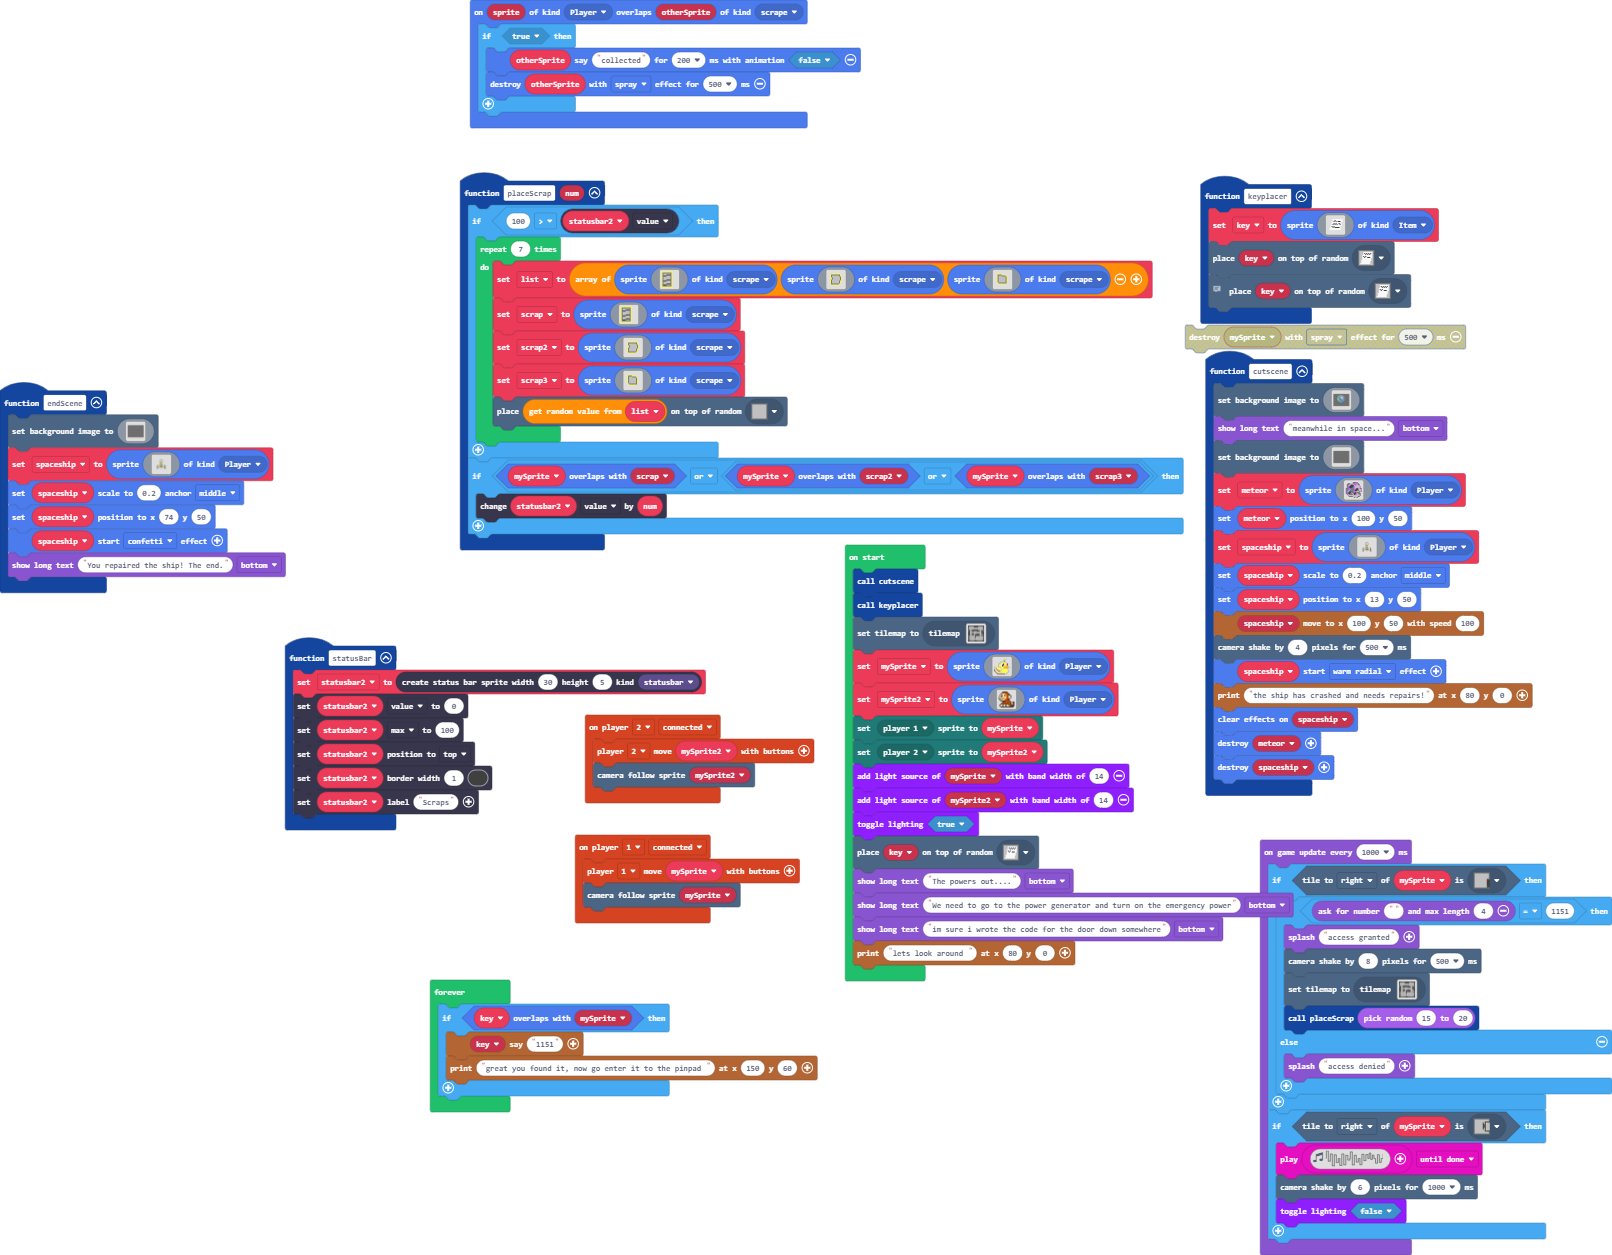 on sprite of kind Player overlaps otherSprite of kind scrape
if true then
otherSprite say "collected" for 200 ms with animation false
destroy otherSprite with spray effect for 500 ms
function placeScrap num
if 100 > statusbar2 value then
repeat 7 times
do
set list to array of sprite of kind scrape sprite of kind scrape sprite of kind scrape
set scrap to sprite of kind scrape
set scrap2 to sprite of kind scrape
set scrap3 to sprite of kind scrape
place get random value from list on top of random
if mySprite overlaps with scrap or mySprite overlaps with scrap2 or mySprite overlaps with scrap3 then
change statusbar2 value by num
function keyplacer
set key to sprite of kind Item
place key on top of random
place key on top of random
destroy mySprite with spray effect for 500 ms
function cutscene
set background image to
show long text "meanwhile in space..." bottom
set background image to
set meteor to sprite of kind Player
set meteor position to x 100 y 50
set spaceship to sprite of kind Player
set spaceship scale to 0.2 anchor middle
set spaceship position to x 13 y 50
spaceship move to x 100 y 50 with speed 100
camera shake by 4 pixels for 500 ms
spaceship start warm radial effect
print "the ship has crashed and needs repairs!" at x 80 y 0
clear effects on spaceship
destroy meteor
destroy spaceship
function endScene
set background image to
set spaceship to sprite of kind Player
set spaceship scale to 0.2 anchor middle
set spaceship position to x 74 y 50
spaceship start confetti effect
show long text "You repaired the ship! The end." bottom
function statusBar
set statusbar2 to create status bar sprite width 30 height 5 kind statusbar
set statusbar2 value to 0
set statusbar2 max to 100
set statusbar2 position to top
set statusbar2 border width 1
set statusbar2 label "Scraps"
on player 2 connected
player 2 move mySprite2 with buttons
camera follow sprite mySprite2
on player 1 connected
player 1 move mySprite with buttons
camera follow sprite mySprite
on start
call cutscene
call keyplacer
set tilemap to tilemap
set mySprite to sprite of kind Player
set mySprite2 to sprite of kind Player
set player 1 sprite to mySprite
set player 2 sprite to mySprite2
add light source of mySprite with band width of 14
add light source of mySprite2 with band width of 14
toggle lighting true
place key on top of random
show long text "The powers out...." bottom
show long text "We need to go to the power generator and turn on the emergency power" bottom
show long text "im sure i wrote the code for the door down somewhere" bottom
print "lets look around " at x 80 y 0
forever
if key overlaps with mySprite then
key say "1151"
print "great you found it, now go enter it to the pinpad " at x 150 y 60
on game update every 1000 ms
if tile to right of mySprite is then
ask for number "" and max length 4 = 1151 then
splash "access granted"
camera shake by 8 pixels for 500 ms
set tilemap to tilemap
call placeScrap pick random 15 to 20
else
splash "access denied"
if tile to right of mySprite is then
play until done
camera shake by 6 pixels for 1000 ms
toggle lighting false